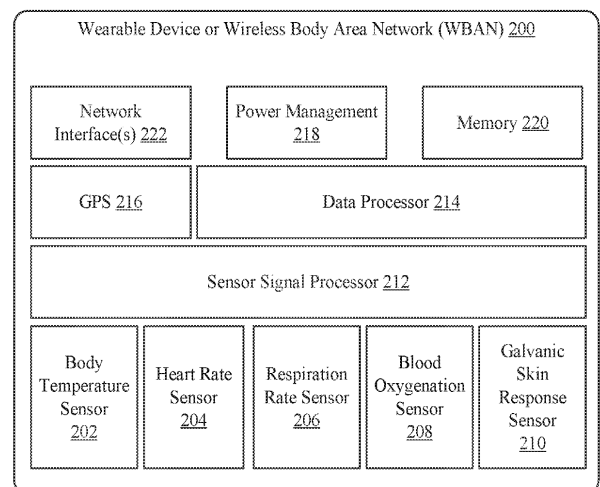 Wearable Device or Wireless Body Area Network (WBAN) 200
Network
Interface(s) 222
Power Management
218
Memory 220
GPS 216
Data Processor 214
Sensor Signal Processor 212
Body
Temperature
Sensor
202
Heart Rate
Sensor
204
Respiration
Rate Sensor
206
Blood
Oxygenation
Sensor
208
Galvanic
Skin
Response
Sensor
210